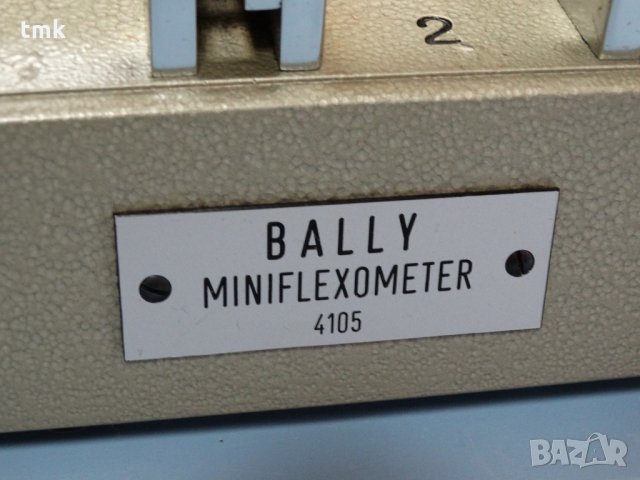 tmk
2
BALLY
MINIFLEXOMETER
4105
BAZAR